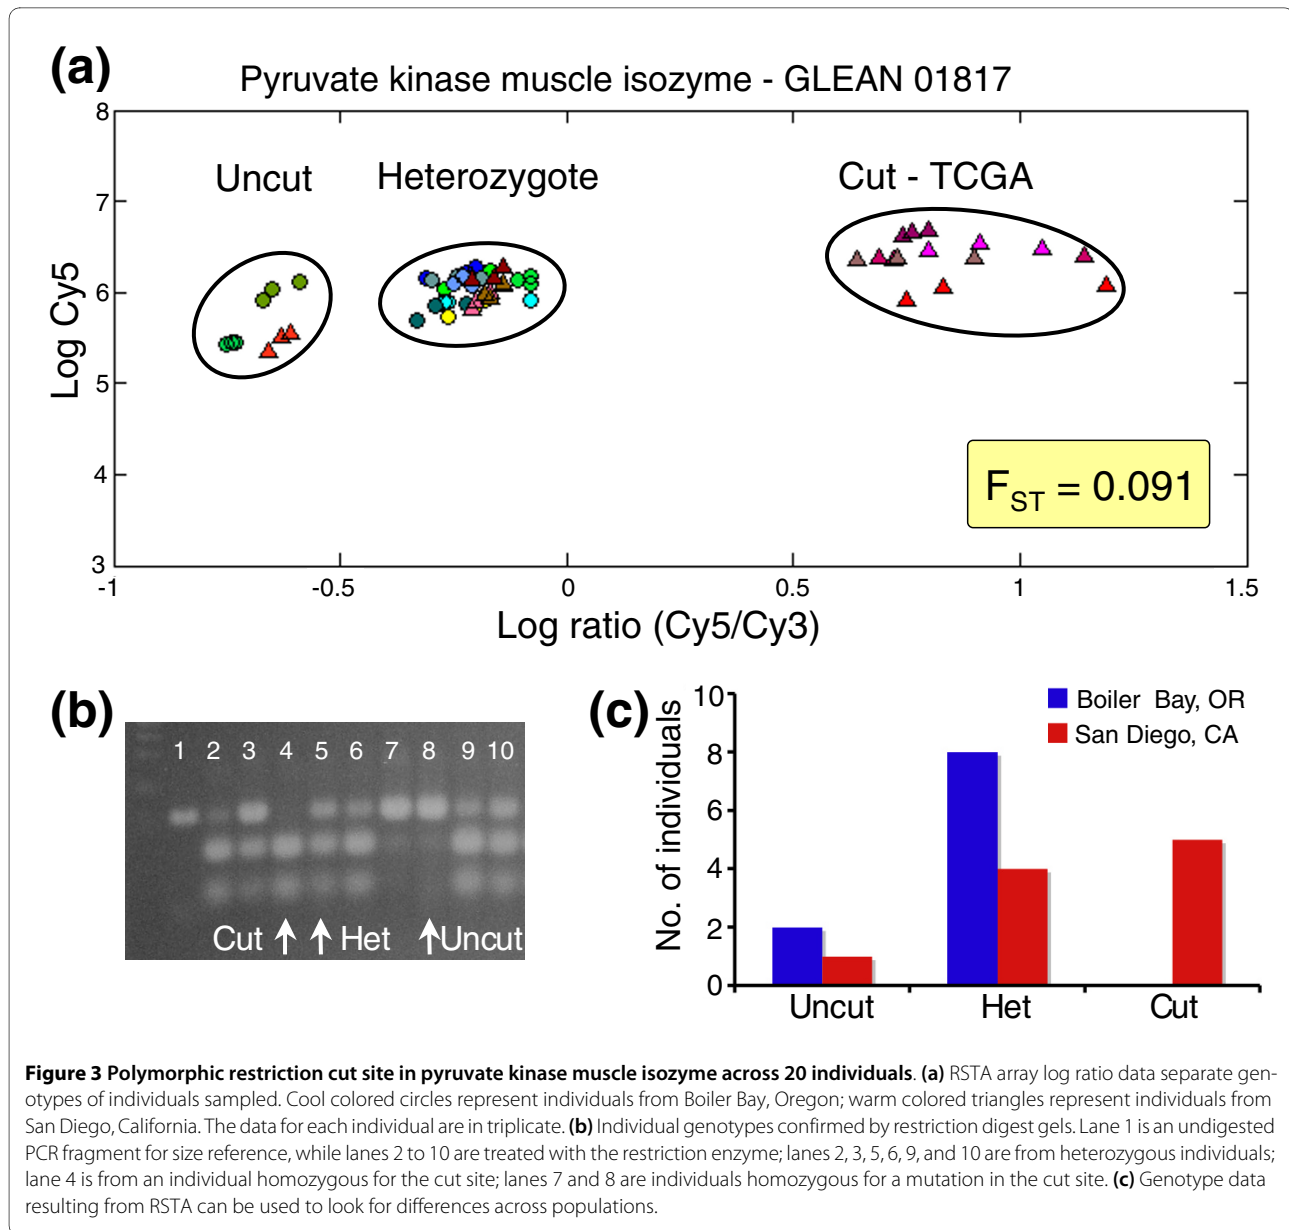 (a)
Pyruvate kinase muscle isozyme - GLEAN 01817
8
7
6
5
4
3
Log Cy5
Uncut
Heterozygote
Cut - TCGA
F_ST = 0.091
-1
-0.5
0
0.5
1
1.5
Log ratio (Cy5/Cy3)
(b)
1 2 3 4 5 6 7 8 9 10
Cut ↑ ↑ Het ↑ Uncut
(c)
No. of individuals
10
8
6
4
2
0
Boiler Bay, OR
San Diego, CA
Uncut
Het
Cut
Figure 3 Polymorphic restriction cut site in pyruvate kinase muscle isozyme across 20 individuals. (a) RSTA array log ratio data separate gen-
otypes of individuals sampled. Cool colored circles represent individuals from Boiler Bay, Oregon; warm colored triangles represent individuals from
San Diego, California. The data for each individual are in triplicate. (b) Individual genotypes confirmed by restriction digest gels. Lane 1 is an undigested
PCR fragment for size reference, while lanes 2 to 10 are treated with the restriction enzyme; lanes 2, 3, 5, 6, 9, and 10 are from heterozygous individuals;
lane 4 is from an individual homozygous for the cut site; lanes 7 and 8 are individuals homozygous for a mutation in the cut site. (c) Genotype data
resulting from RSTA can be used to look for differences across populations.